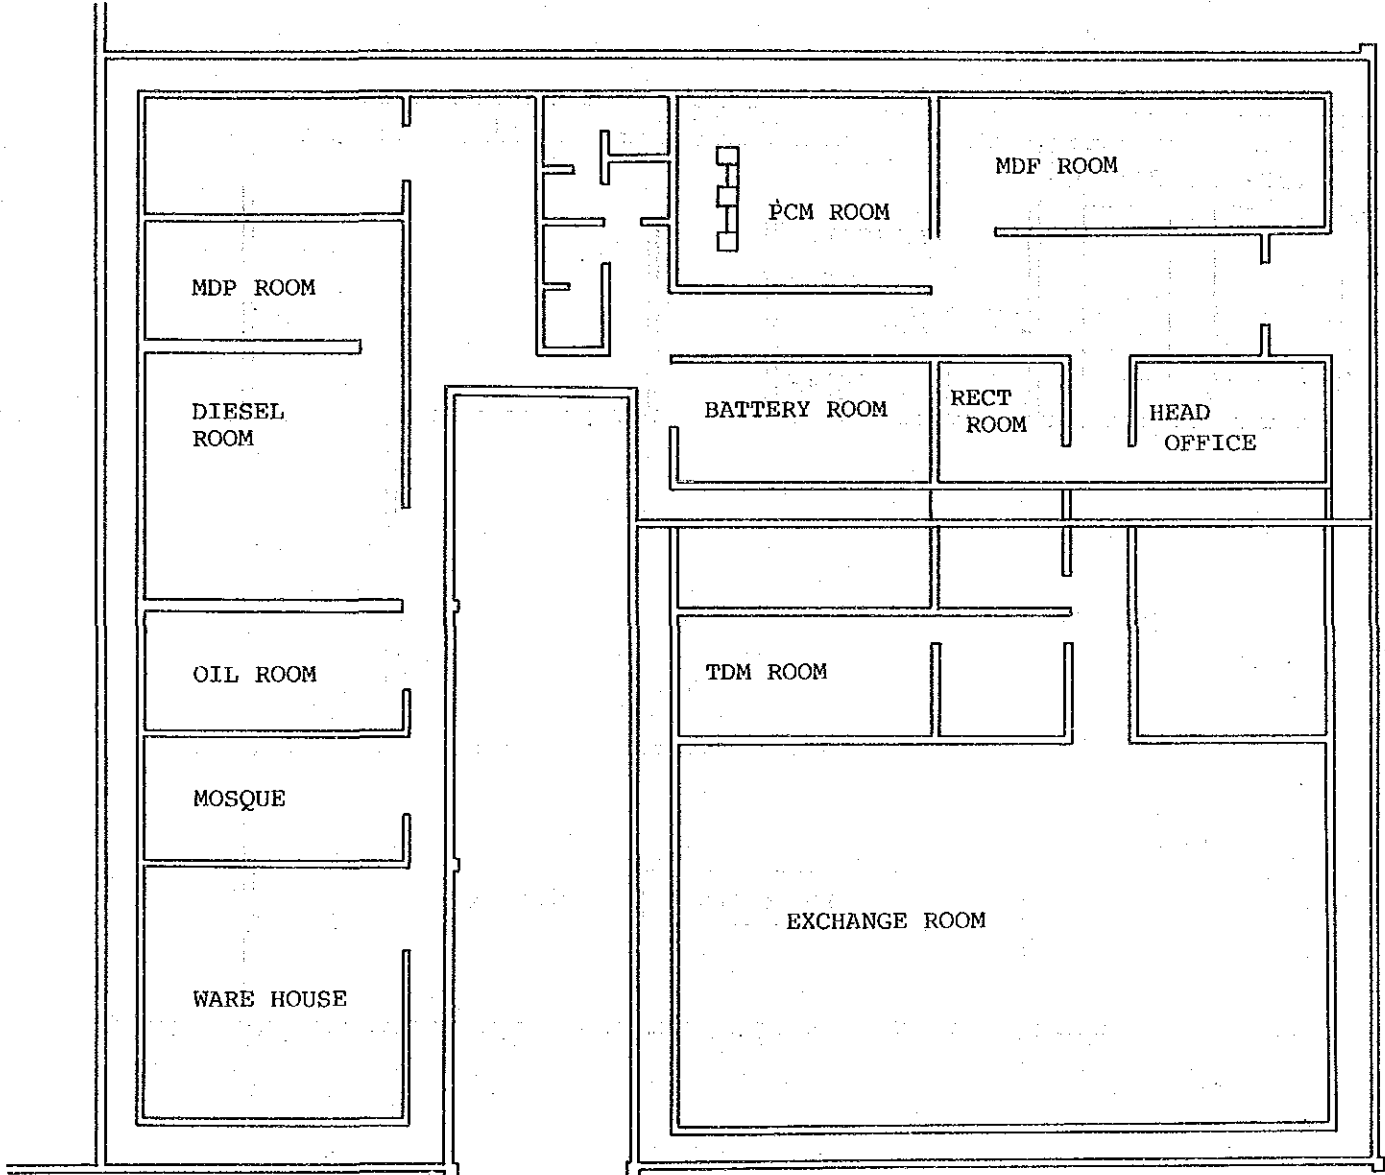 MDF ROOM
PCM ROOM
MDP ROOM
DIESEL
ROOM
BATTERY ROOM
RECT
ROOM
HEAD
OFFICE
OIL ROOM
TDM ROOM
MOSQUE
EXCHANGE ROOM
WARE HOUSE